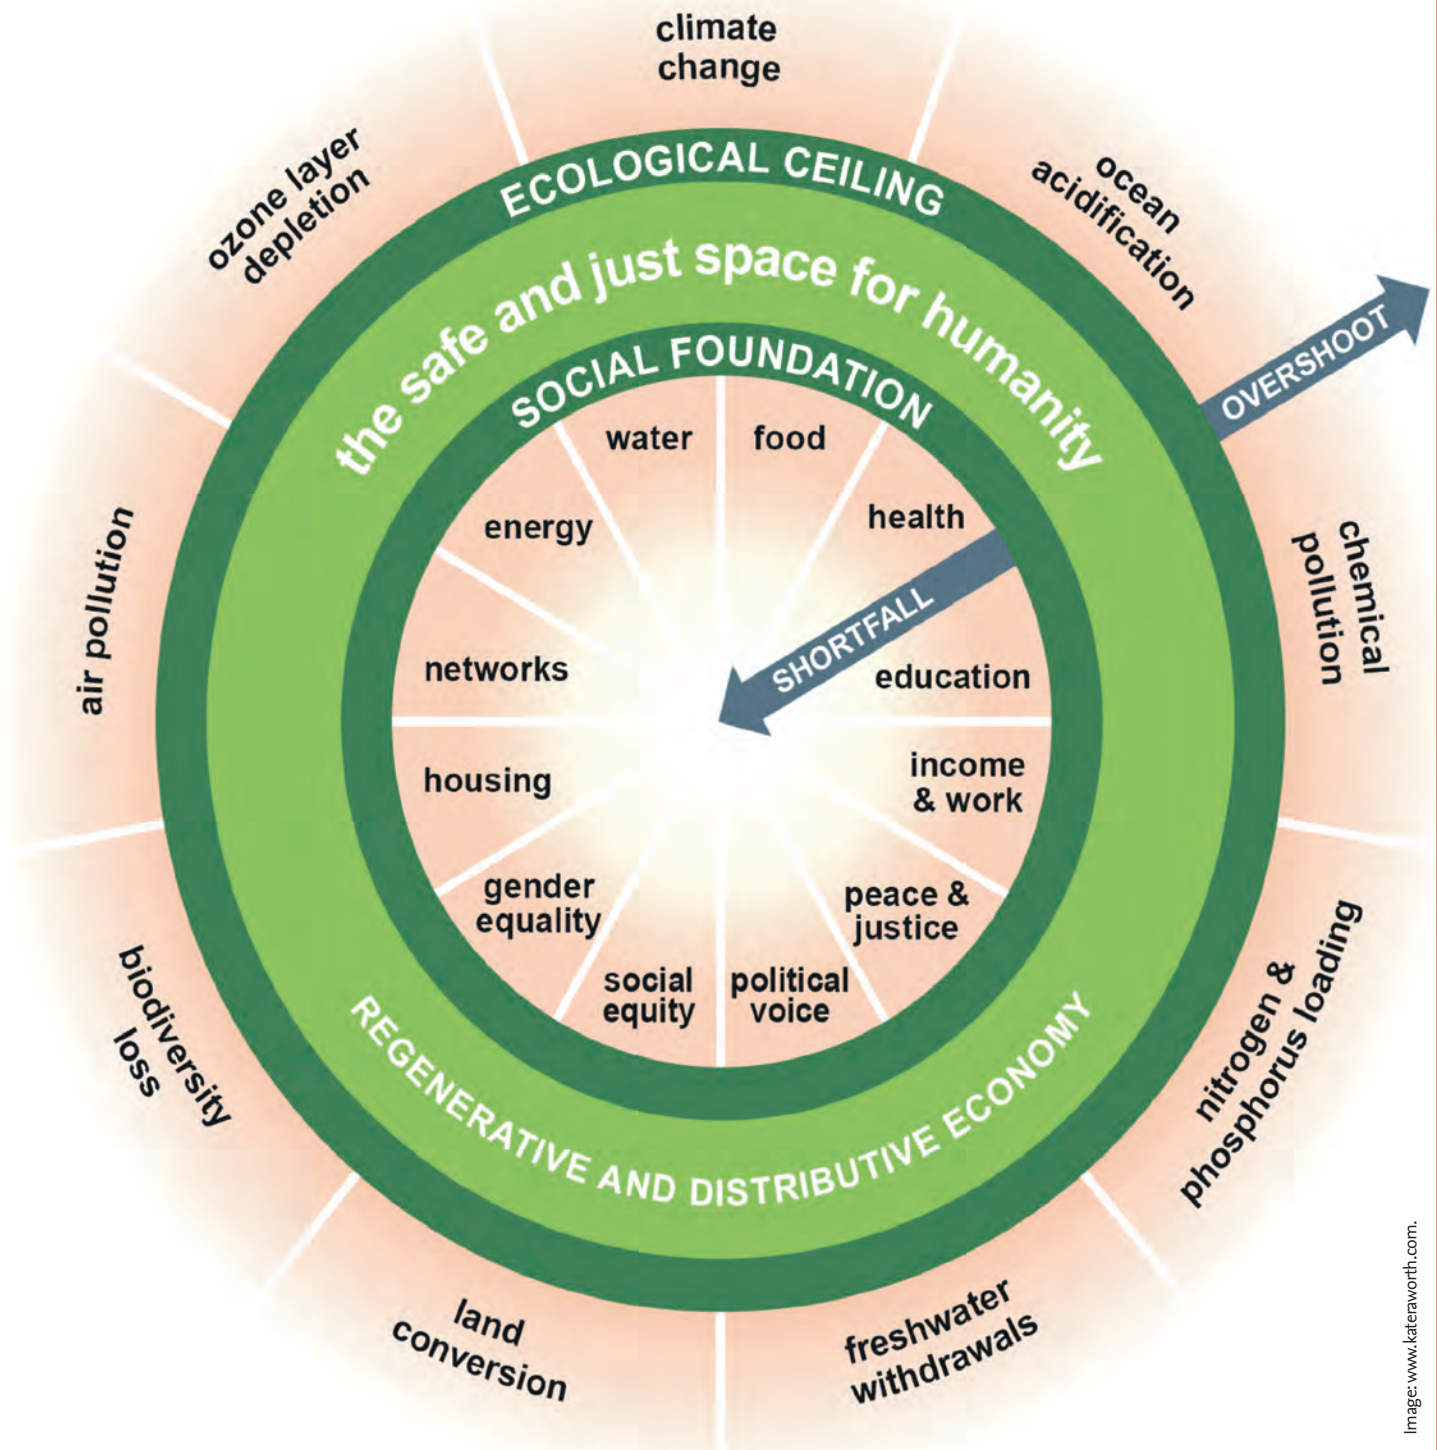 climate
change
ocean
acidification
chemical
pollution
nitrogen &
phosphorus loading
freshwater
withdrawals
land
conversion
biodiversity
loss
air pollution
ozone layer
depletion
ECOLOGICAL CEILING
the safe and just space for humanity
SOCIAL FOUNDATION
OVERSHOOT
water
food
health
SHORTFALL
education
income
& work
peace &
justice
political
voice
social
equity
gender
equality
housing
networks
energy
REGENERATIVE AND DISTRIBUTIVE ECONOMY
Image: www.kateraworth.com.